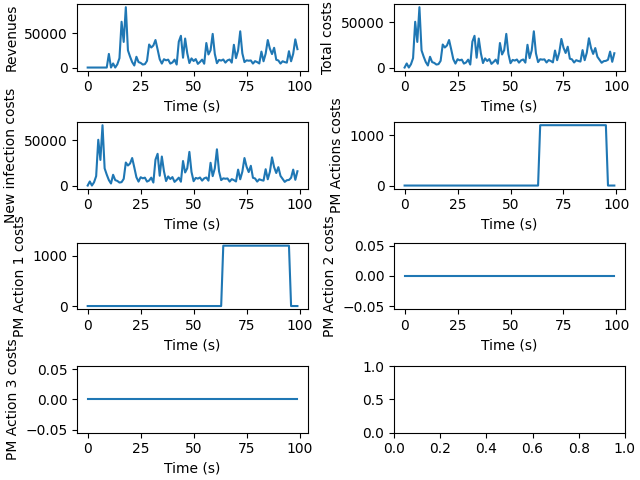 Revenues
50000
0
0 25 50 75 100
Time (s)
Total costs
50000
0
0 25 50 75 100
Time (s)
New infection costs
50000
0
0 25 50 75 100
Time (s)
PM Actions costs
1000
0
0 25 50 75 100
Time (s)
PM Action 1 costs
1000
0
0 25 50 75 100
Time (s)
PM Action 2 costs
0.05
0.00
−0.05
0 25 50 75 100
Time (s)
PM Action 3 costs
0.05
0.00
−0.05
0 25 50 75 100
Time (s)
1.0
0.5
0.0
0.0 0.2 0.4 0.6 0.8 1.0